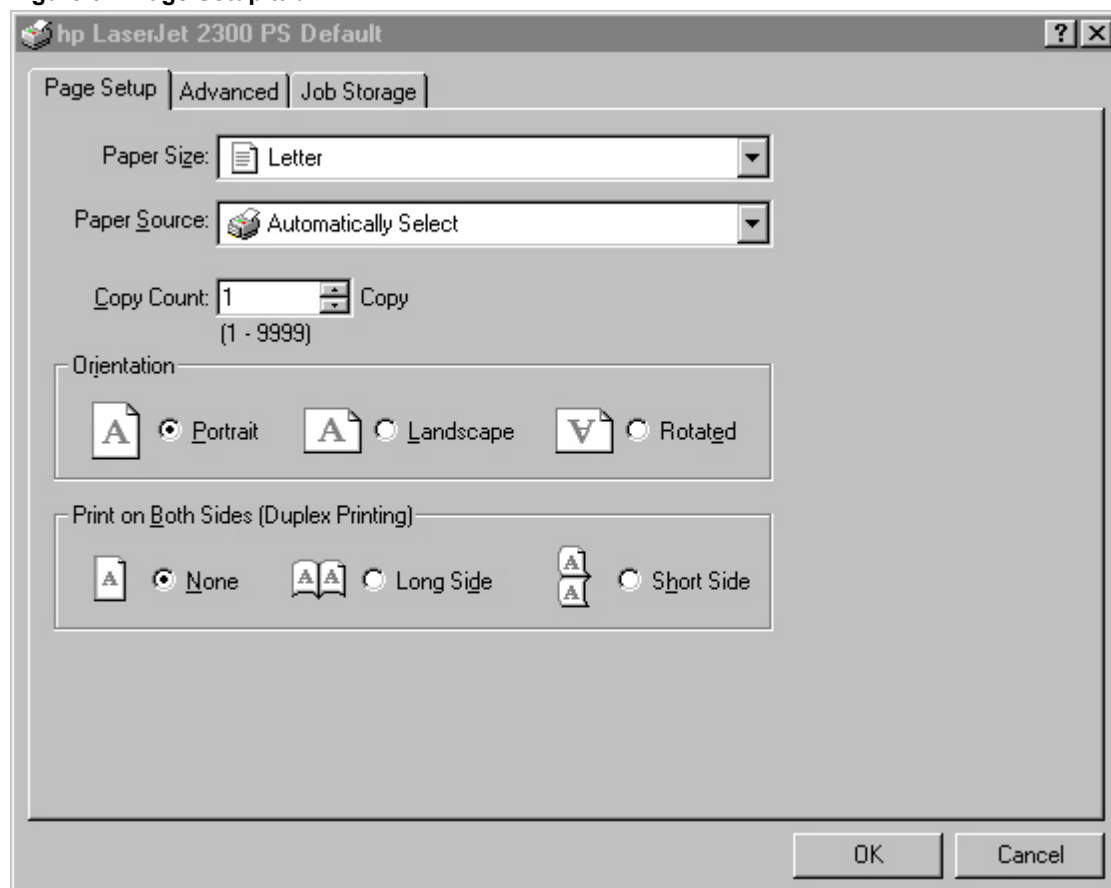 hp LaserJet 2300 PS Default
Page Setup Advanced Job Storage
Paper Size: Letter
Paper Source: Automatically Select
Copy Count: 1 Copy
(1 - 9999)
Orientation
A Portrait A Landscape A Rotated
Print on Both Sides (Duplex Printing)
A None A A Long Side A A Short Side
OK Cancel